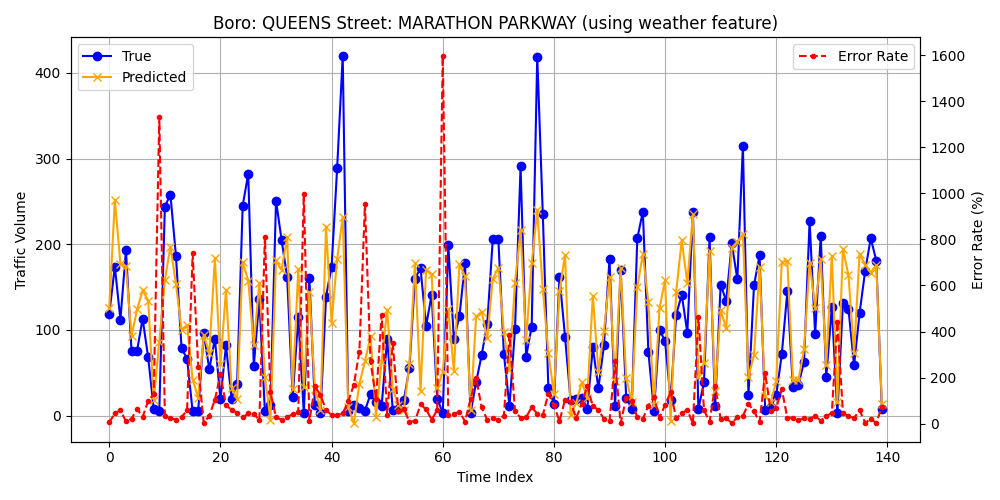 Boro: QUEENS Street: MARATHON PARKWAY (using weather feature)
True
Predicted
Error Rate
Traffic Volume
400
300
200
100
0
1600
1400
1200
1000
800
600
400
200
0
Error Rate (%)
0 20 40 60 80 100 120 140
Time Index